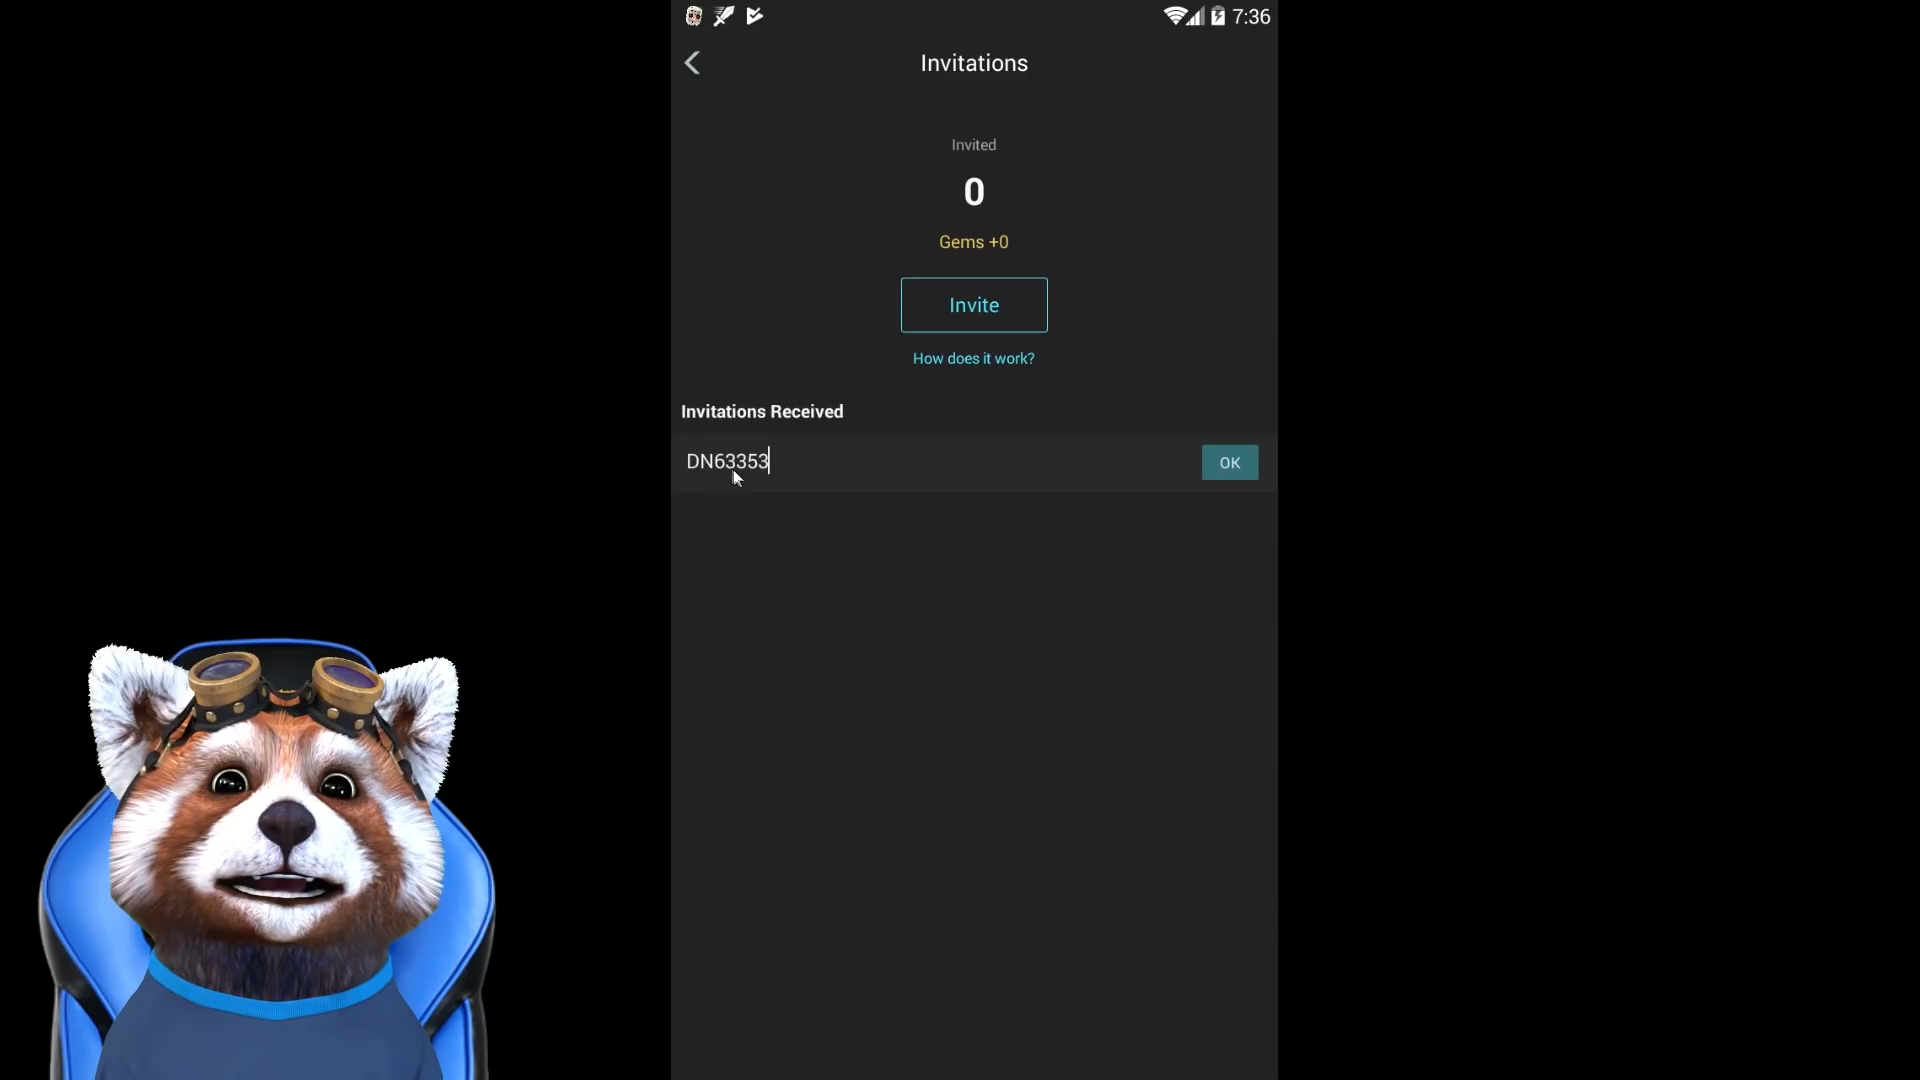 7:36
Invitations
Invited
0
Gems +0
Invite
How does it work?
Invitations Received
DN63353
OK